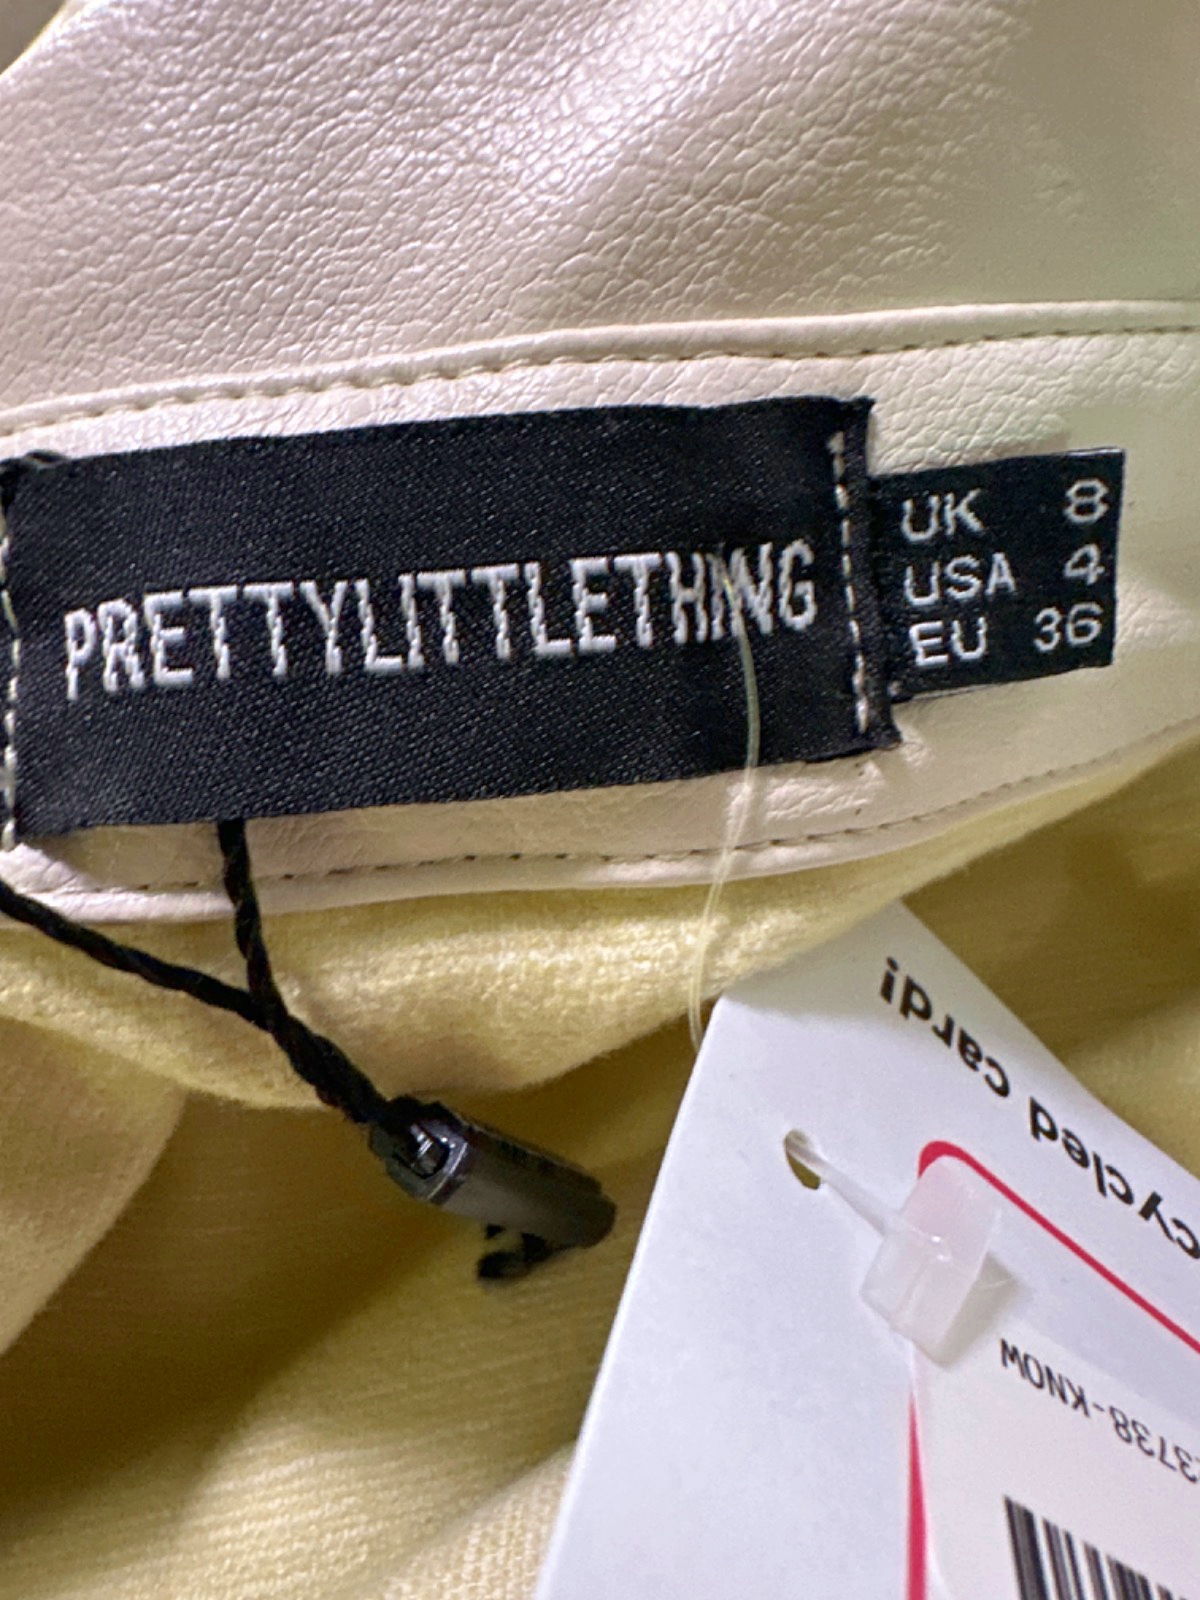 PRETTYLITTLETHING
UK 8
USA 4
EU 36
cycled cardi
3738-KNOW